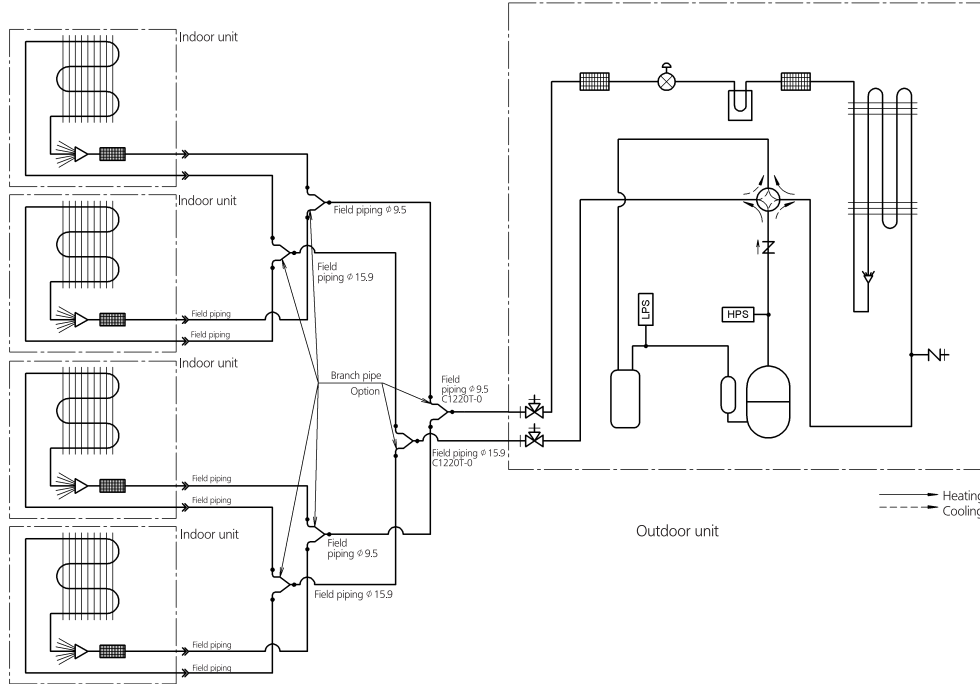 Indoor unit
Indoor unit
Field piping ϕ 9.5
Field
piping ϕ 15.9
Field piping
Field piping
LPS
HPS
Indoor unit
Branch pipe
Option
Field
piping ϕ 9.5
C1220T-0
Field piping ϕ 15.9
C1220T-0
Field piping
Field piping
Heating
Cooling
Outdoor unit
Indoor unit
Field
piping ϕ 9.5
Field piping ϕ 15.9
Field piping
Field piping